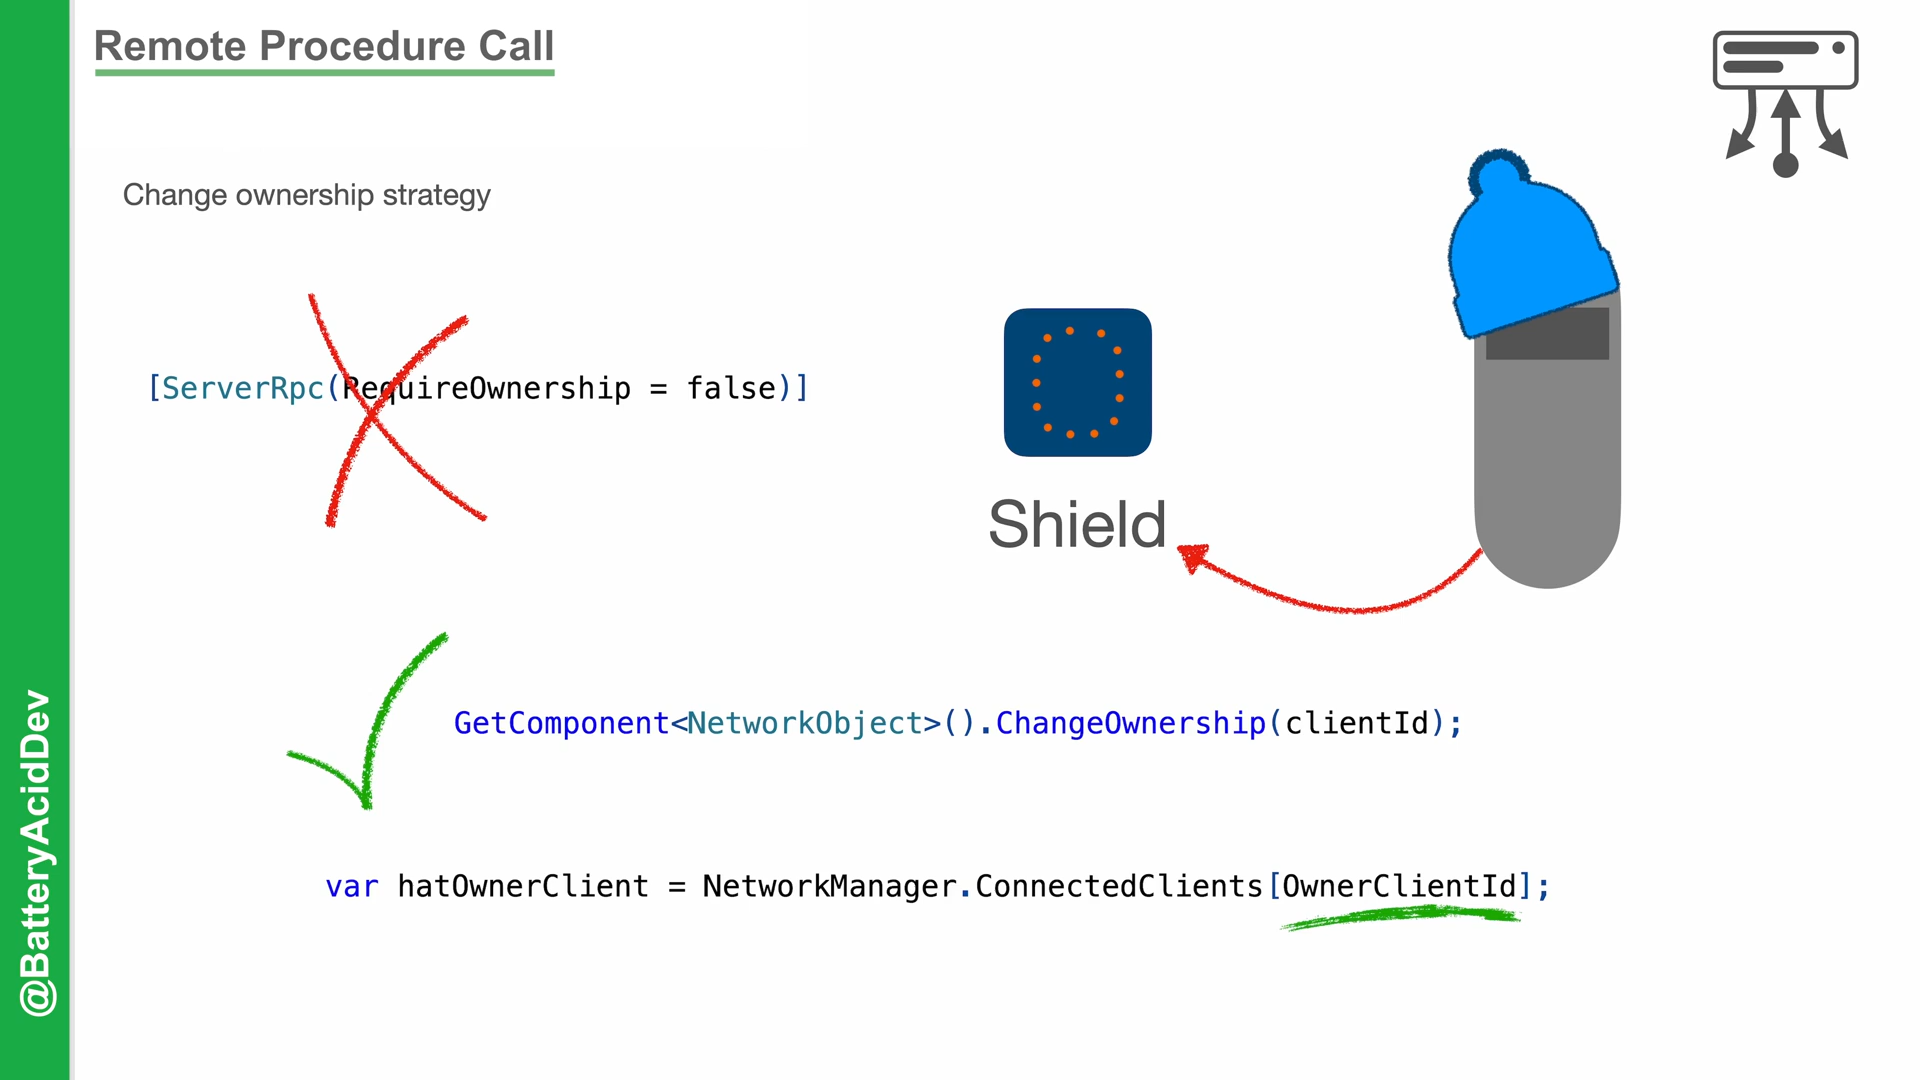 Remote Procedure Call
Change ownership strategy
[ServerRpc(RequireOwnership = false)]
Shield
GetComponent<NetworkObject>().ChangeOwnership(clientId);
var hatOwnerClient = NetworkManager.ConnectedClients[OwnerClientId];
@BatteryAcidDev